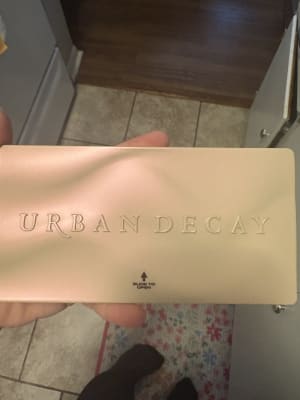 URBAN DECAY
SLIDE TO
OPEN